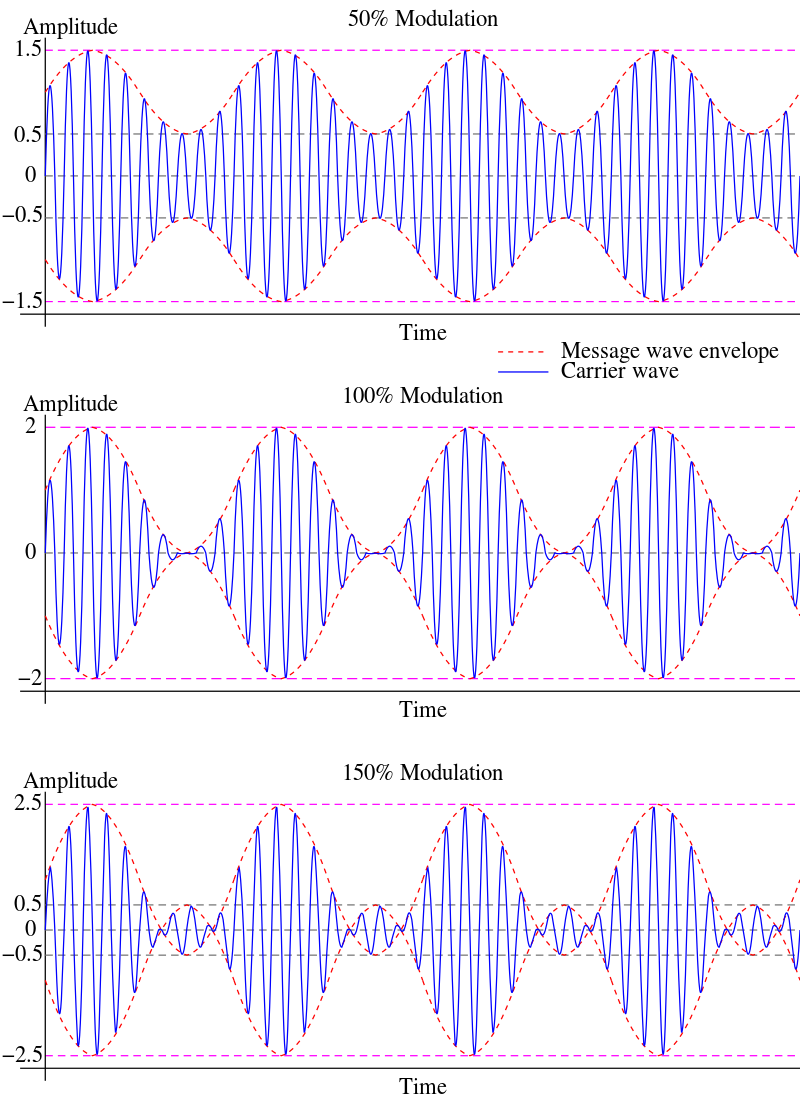 50% Modulation
Amplitude
1.5
0.5
0
−0.5
−1.5
Time
Message wave envelope
Carrier wave
100% Modulation
Amplitude
2
0
−2
Time
150% Modulation
Amplitude
2.5
0.5
0
−0.5
−2.5
Time